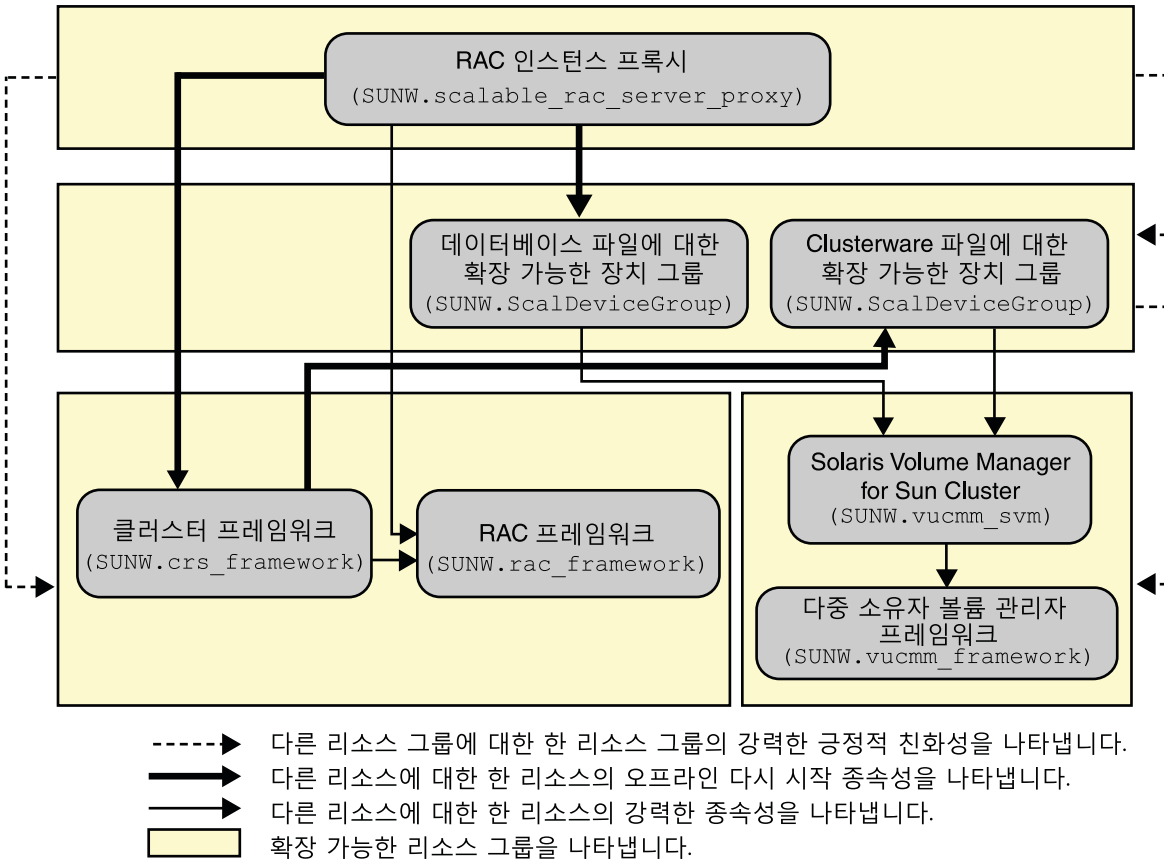 RAC 인스턴스 프록시
(SUNW.scalable_rac_server_proxy)
데이터베이스 파일에 대한
확장 가능한 장치 그룹
(SUNW.ScalDeviceGroup)
Clusterware 파일에 대한
확장 가능한 장치 그룹
(SUNW.ScalDeviceGroup)
클러스터 프레임워크
(SUNW.crs_framework)
RAC 프레임워크
(SUNW.rac_framework)
Solaris Volume Manager
for Sun Cluster
(SUNW.vucmm_svm)
다중 소유자 볼륨 관리자
프레임워크
(SUNW.vucmm_framework)
다른 리소스 그룹에 대한 한 리소스 그룹의 강력한 긍정적 친화성을 나타냅니다.
다른 리소스에 대한 한 리소스의 오프라인 다시 시작 종속성을 나타냅니다.
다른 리소스에 대한 한 리소스의 강력한 종속성을 나타냅니다.
확장 가능한 리소스 그룹을 나타냅니다.